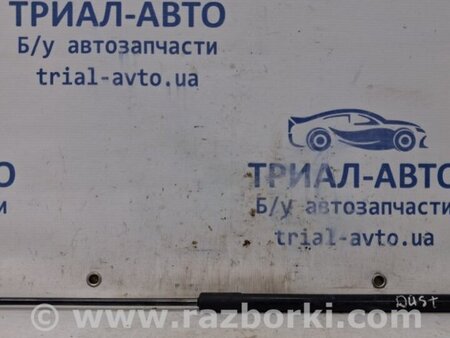 ТРИАЛ-АВТО
Б/у автозапчасти
trial-avto.ua
ТРИАЛ-АВТО
Б/у автозапчасти
trial-avto.ua
О
и
DUST
www.razborki.com